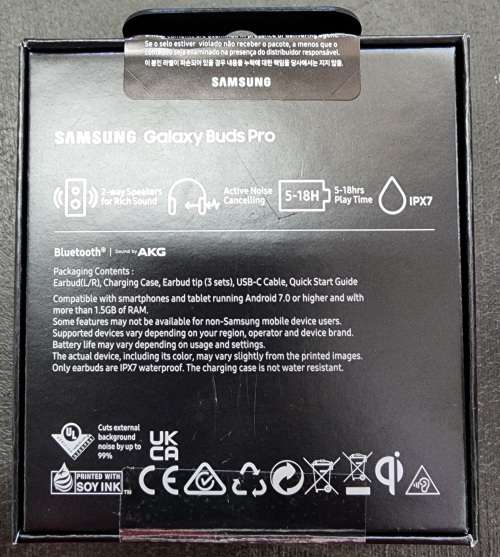 Se o selo estiver violado não receber o pacote, a menos que o
conteúdo seja examinado na presença do distribuidor responsável.
이 봉인 라벨이 파손되어 있을 경우 내용물 누락에 대한 책임을 당사에서는 지지 않음.
SAMSUNG
SAMSUNG Galaxy Buds Pro
2-way Speakers
for Rich Sound
Active Noise
Cancelling
5-18H
5-18hrs
Play Time
IPX7
Bluetooth® | Sound by AKG
Packaging Contents :
Earbud(L/R), Charging Case, Earbud tip (3 sets), USB-C Cable, Quick Start Guide
Compatible with smartphones and tablet running Android 7.0 or higher and with
more than 1.5GB of RAM.
Some features may not be available for non-Samsung mobile device users.
Supported devices vary depending on your region, operator and device brand.
Battery life may vary depending on usage and settings.
The actual device, including its color, may vary slightly from the printed images.
Only earbuds are IPX7 waterproof. The charging case is not water resistant.
UL
Cuts external
background
noise by up to
99%
UK
CA
PRINTED WITH
SOY INK™
CE
qi